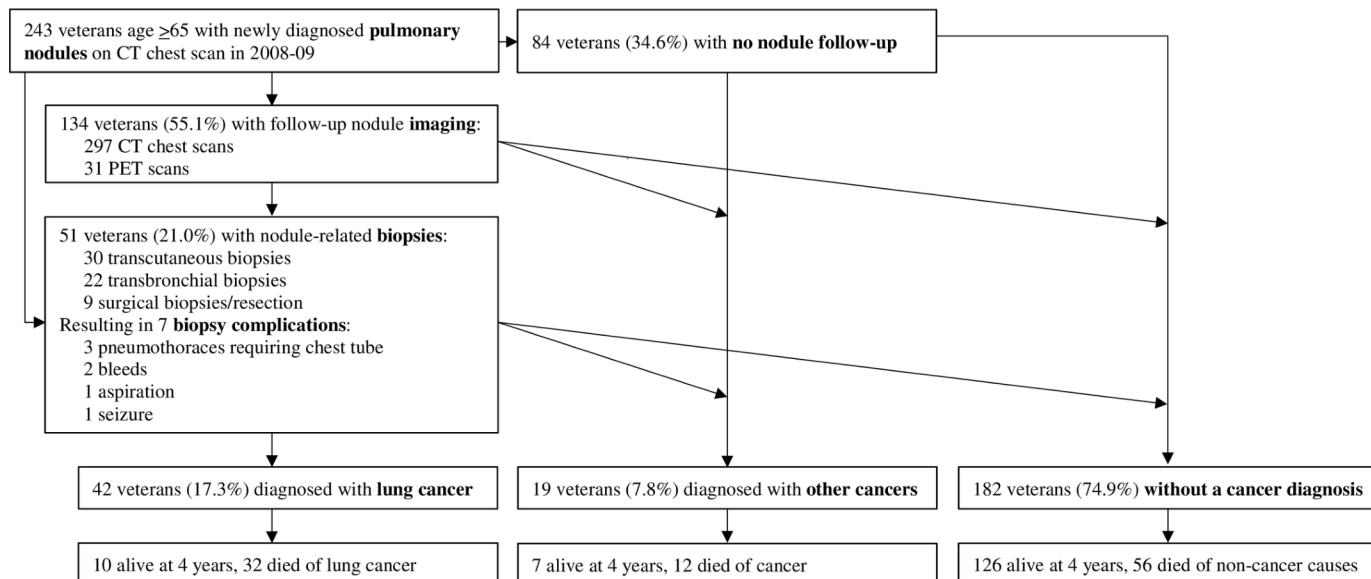 243 veterans age ≥65 with newly diagnosed pulmonary
nodules on CT chest scan in 2008-09
84 veterans (34.6%) with no nodule follow-up
134 veterans (55.1%) with follow-up nodule imaging:
297 CT chest scans
31 PET scans
51 veterans (21.0%) with nodule-related biopsies:
30 transcutaneous biopsies
22 transbronchial biopsies
9 surgical biopsies/resection
Resulting in 7 biopsy complications:
3 pneumothoraces requiring chest tube
2 bleeds
1 aspiration
1 seizure
42 veterans (17.3%) diagnosed with lung cancer
19 veterans (7.8%) diagnosed with other cancers
182 veterans (74.9%) without a cancer diagnosis
10 alive at 4 years, 32 died of lung cancer
7 alive at 4 years, 12 died of cancer
126 alive at 4 years, 56 died of non-cancer causes